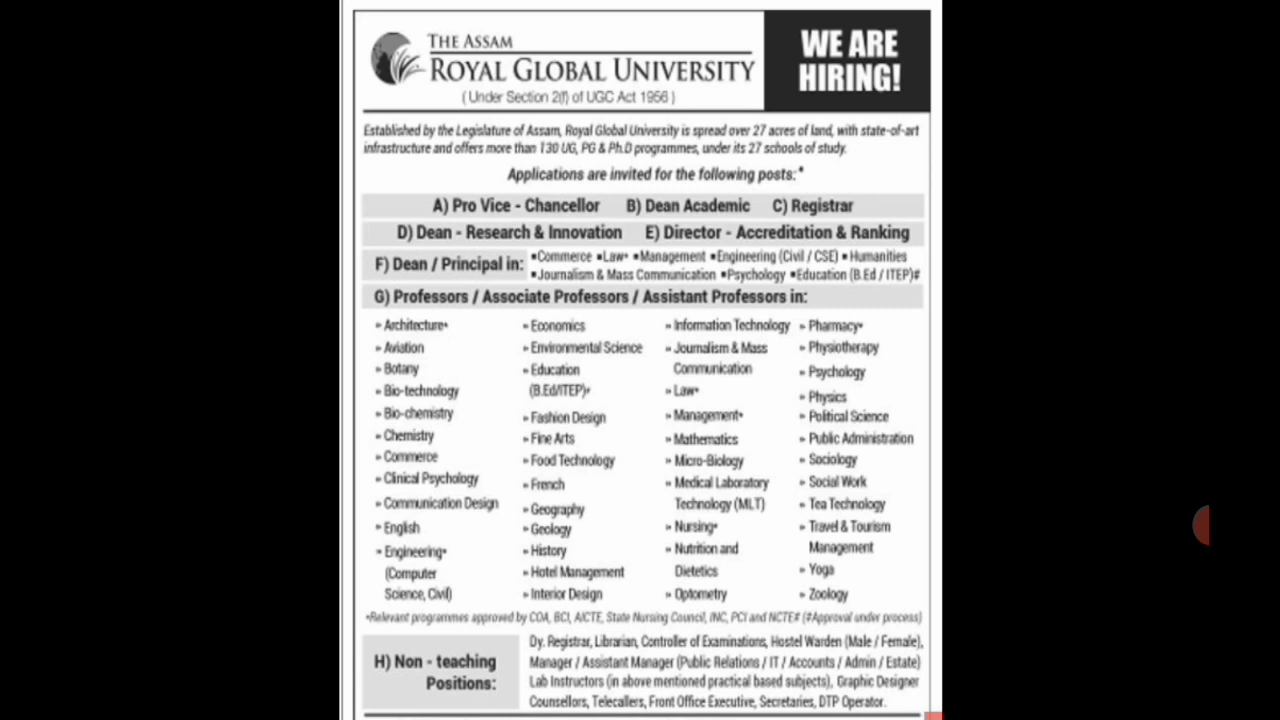 THE ASSAM
ROYAL GLOBAL UNIVERSITY
( Under Section 2(f) of UGC Act 1956 )
WE ARE
HIRING!
Established by the Legislature of Assam, Royal Global University is spread over 27 acres of land, with state-of-art
infrastructure and offers more than 130 UG, PG & Ph.D programmes, under its 27 schools of study.
Applications are invited for the following posts:*
A) Pro Vice - Chancellor B) Dean Academic C) Registrar
D) Dean - Research & Innovation E) Director - Accreditation & Ranking
F) Dean / Principal in:
▪Commerce ▪Law* ▪Management ▪Engineering (Civil / CSE) ▪Humanities
▪Journalism & Mass Communication ▪Psychology ▪Education (B.Ed / ITEP)#
G) Professors / Associate Professors / Assistant Professors in:
» Architecture*
» Aviation
» Botany
» Bio-technology
» Bio-chemistry
» Chemistry
» Commerce
» Clinical Psychology
» Communication Design
» English
» Engineering*
(Computer
Science, Civil)
» Economics
» Environmental Science
» Education
(B.Ed/ITEP)#
» Fashion Design
» Fine Arts
» Food Technology
» French
» Geography
» Geology
» History
» Hotel Management
» Interior Design
» Information Technology
» Journalism & Mass
Communication
» Law*
» Management*
» Mathematics
» Micro-Biology
» Medical Laboratory
Technology (MLT)
» Nursing*
» Nutrition and
Dietetics
» Optometry
» Pharmacy*
» Physiotherapy
» Psychology
» Physics
» Political Science
» Public Administration
» Sociology
» Social Work
» Tea Technology
» Travel & Tourism
Management
» Yoga
» Zoology
*Relevant programmes approved by COA, BCI, AICTE, State Nursing Council, INC, PCI and NCTE# (#Approval under process)
H) Non - teaching
Positions:
Dy. Registrar, Librarian, Controller of Examinations, Hostel Warden (Male / Female),
Manager / Assistant Manager (Public Relations / IT / Accounts / Admin / Estate)
Lab Instructors (in above mentioned practical based subjects), Graphic Designer
Counsellors, Telecallers, Front Office Executive, Secretaries, DTP Operator.